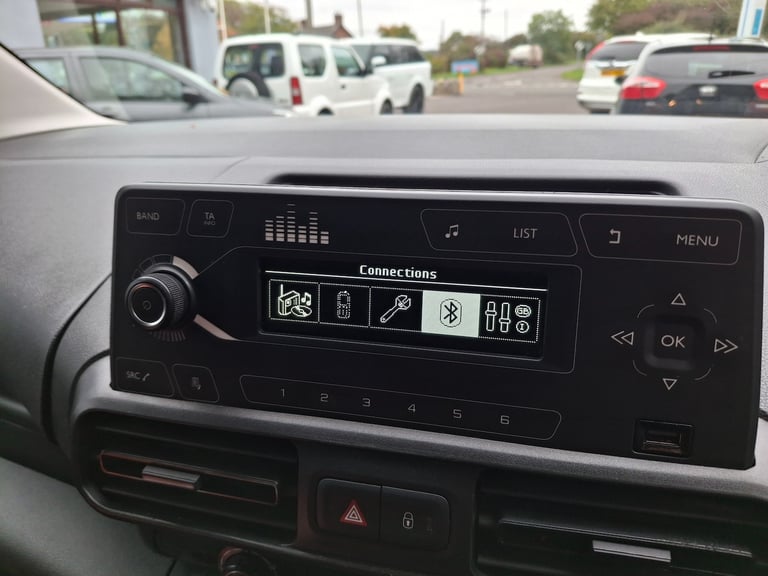 BAND
TA
INFO
LIST
MENU
Connections
GB
OK
SRC
1 2 3 4 5 6